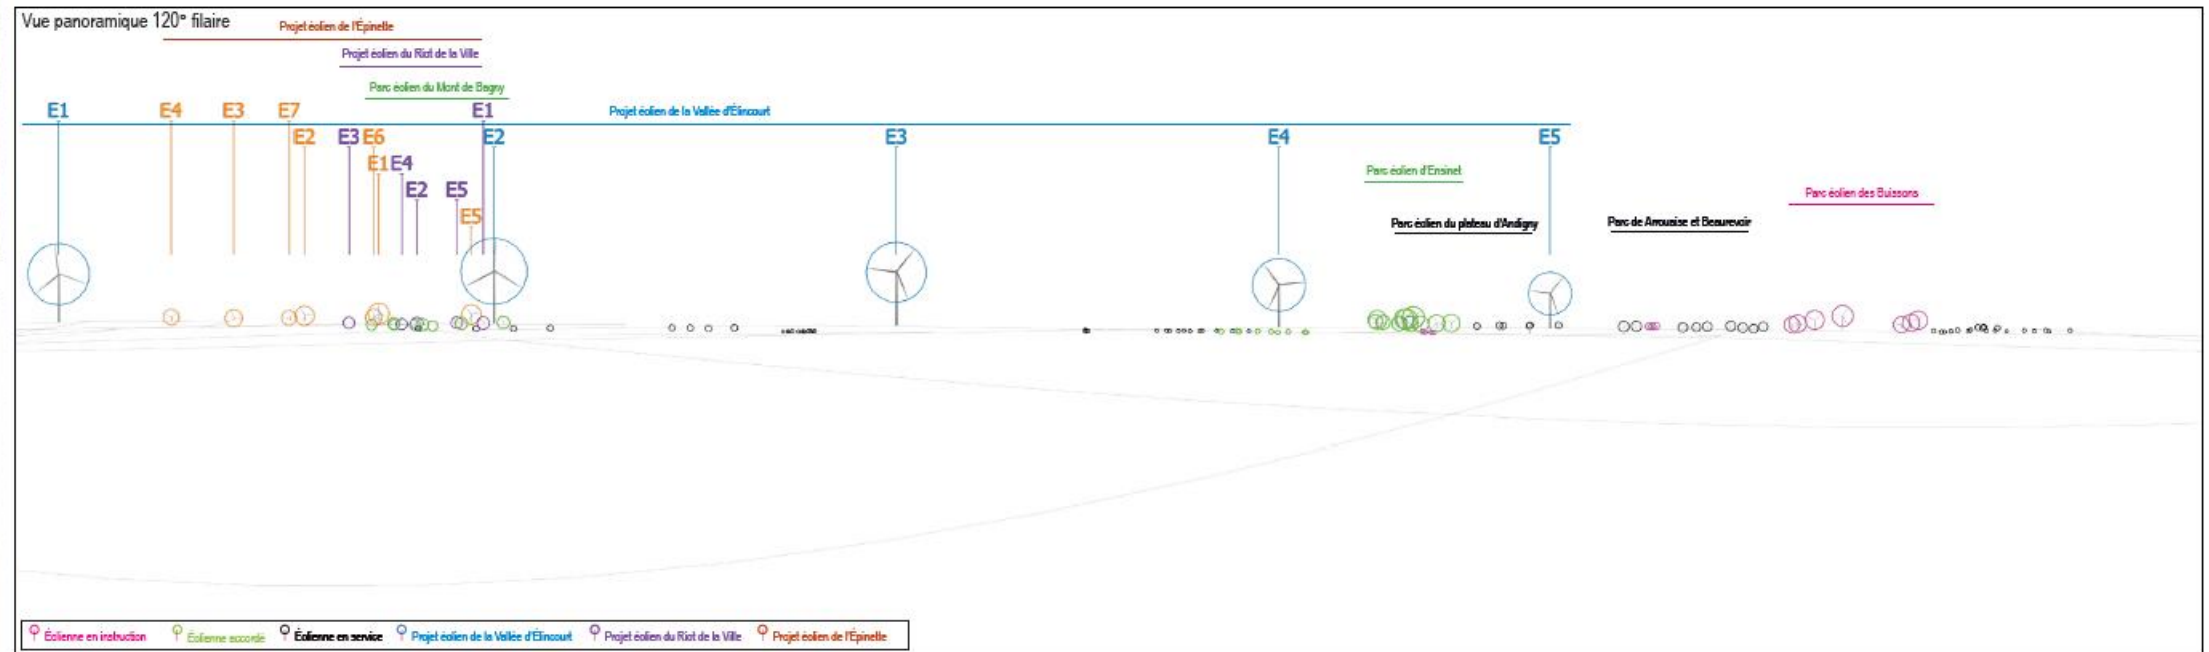 Vue panoramique 120° filaire
Projet éolien de l'Épinette
Projet éolien du Riot de la Ville
Parc éolien du Mont de Bagny
E1 E4 E3 E7 E1 Projet éolien de la Vallée d'Élincourt
E2 E3 E6 E2 E3 E4 E5
E1 E4
E2 E5
E5
Parc éolien d'Ensinet
Parc éolien des Buissons
Parc éolien du plateau d'Andigny
Parc de Arrouaise et Beaurevoir
Éolienne en instruction Éolienne accordé Éolienne en service Projet éolien de la Vallée d'Élincourt Projet éolien du Riot de la Ville Projet éolien de l'Épinette